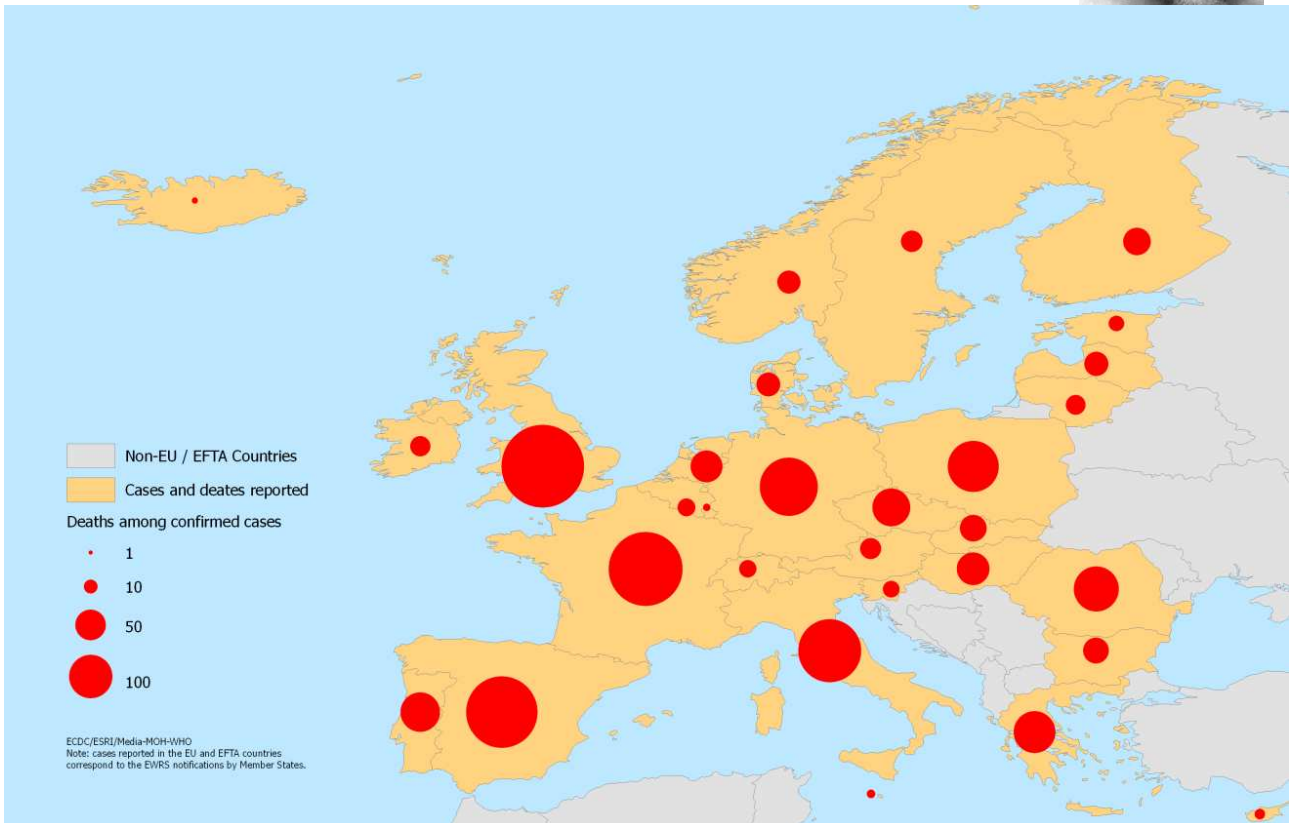 Non-EU / EFTA Countries
Cases and deates reported
Deaths among confirmed cases
1
10
50
100
ECDC/ESRI/Media-MOH-WHO
Note: cases reported in the EU and EFTA countries
correspond to the EWRS notifications by Member States.